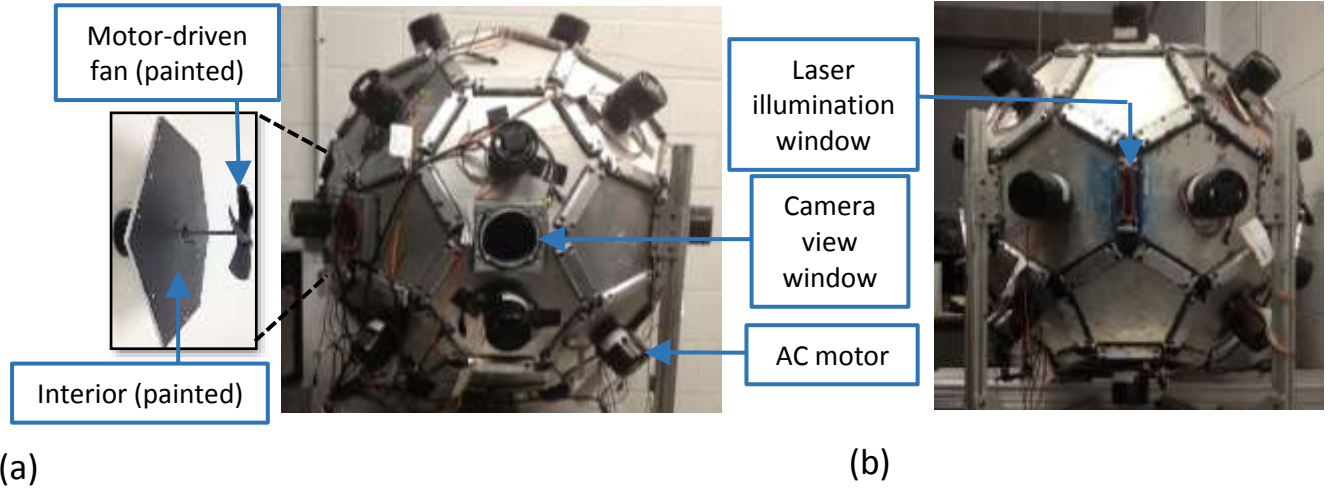 Motor-driven
fan (painted)
Interior (painted)
Laser
illumination
window
Camera
view
window
AC motor
(a)
(b)